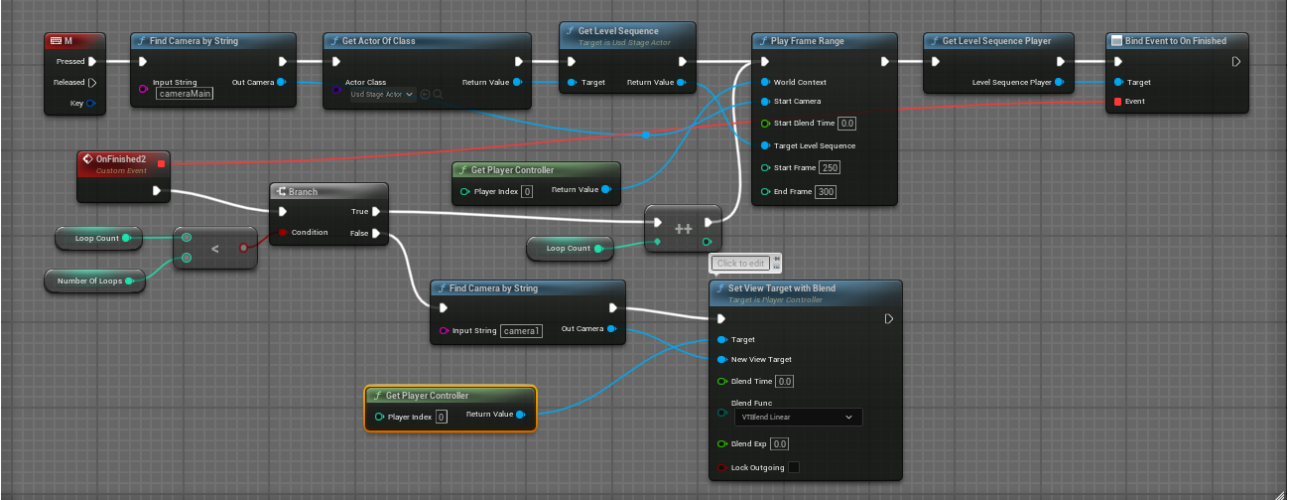 M
Pressed
Released
Key
Find Camera by String
Input String
cameraMain
Out Camera
Get Actor Of Class
Actor Class
Usd Stage Actor
Return Value
Get Level Sequence
Target is Usd Stage Actor
Target
Return Value
Play Frame Range
World Context
Start Camera
Start Blend Time 0.0
Target Level Sequence
Start Frame 250
End Frame 300
Get Level Sequence Player
Level Sequence Player
Bind Event to On Finished
Target
Event
OnFinished2
Custom Event
Branch
True
Condition
False
Get Player Controller
Player Index 0
Return Value
Loop Count
<
Number Of Loops
Loop Count
++
Click to edit
Find Camera by String
Input String camera1
Out Camera
Set View Target with Blend
Target is Player Controller
Target
New View Target
Blend Time 0.0
Blend Func
VTBlend Linear
Blend Exp 0.0
Lock Outgoing
Get Player Controller
Player Index 0
Return Value